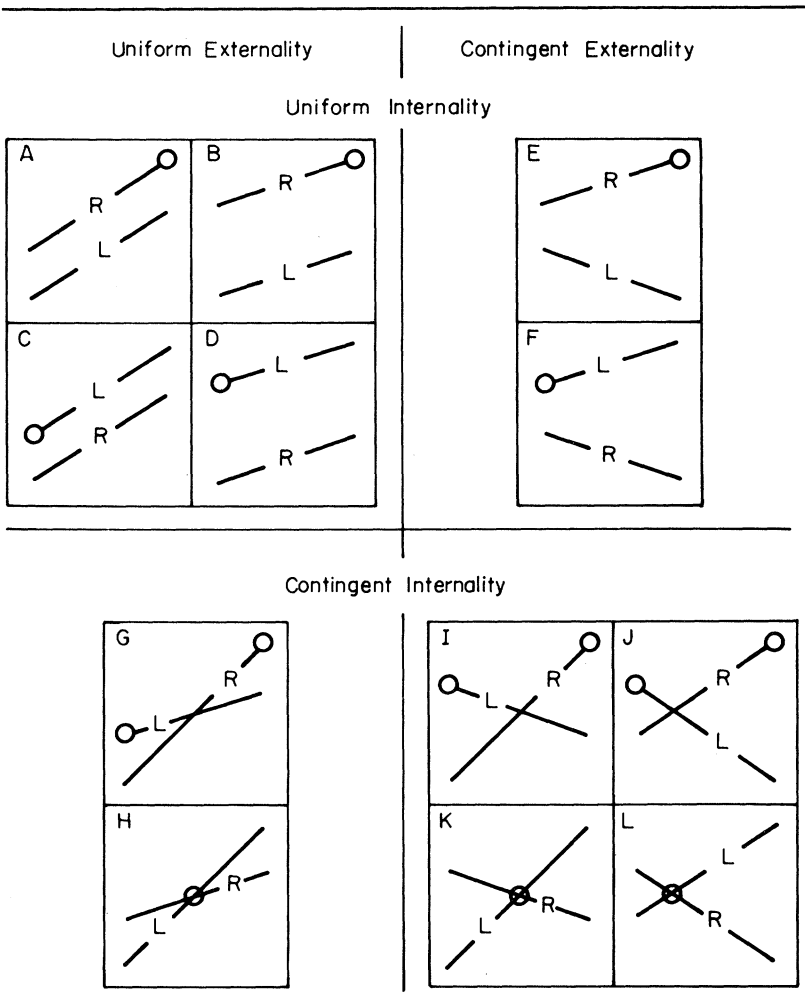 Uniform Externality
Contingent Externality
Uniform Internality
A
R
L
B
R
L
E
R
L
C
L
R
D
L
R
F
L
R
Contingent Internality
G
R
L
I
R
L
J
R
L
H
R
L
K
R
L
L
L
R